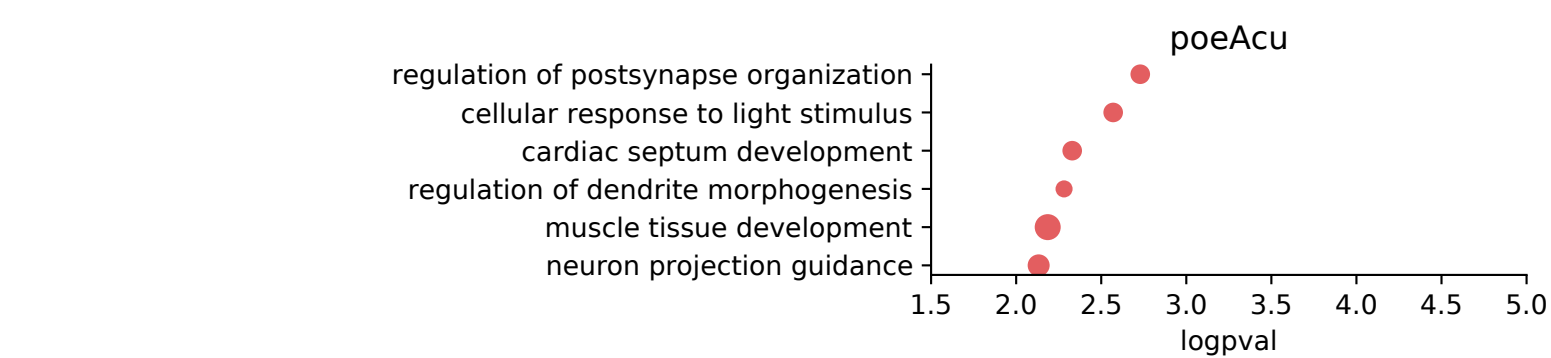 poeAcu
regulation of postsynapse organization
cellular response to light stimulus
cardiac septum development
regulation of dendrite morphogenesis
muscle tissue development
neuron projection guidance
1.5 2.0 2.5 3.0 3.5 4.0 4.5 5.0
logpval